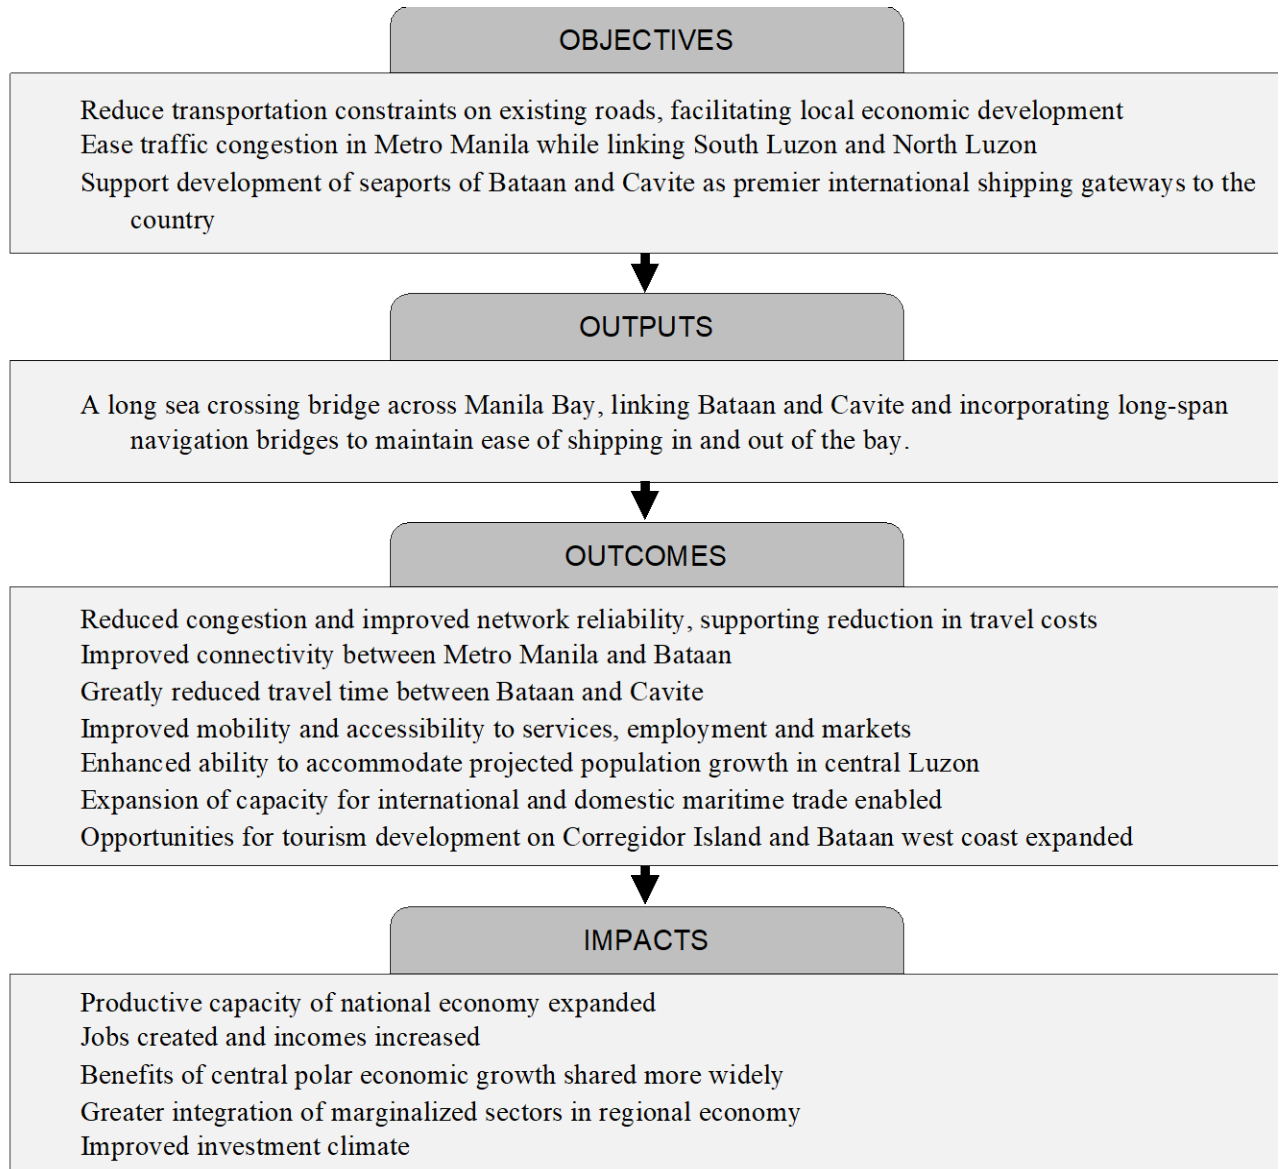 OBJECTIVES
Reduce transportation constraints on existing roads, facilitating local economic development
Ease traffic congestion in Metro Manila while linking South Luzon and North Luzon
Support development of seaports of Bataan and Cavite as premier international shipping gateways to the
country
OUTPUTS
A long sea crossing bridge across Manila Bay, linking Bataan and Cavite and incorporating long-span
navigation bridges to maintain ease of shipping in and out of the bay.
OUTCOMES
Reduced congestion and improved network reliability, supporting reduction in travel costs
Improved connectivity between Metro Manila and Bataan
Greatly reduced travel time between Bataan and Cavite
Improved mobility and accessibility to services, employment and markets
Enhanced ability to accommodate projected population growth in central Luzon
Expansion of capacity for international and domestic maritime trade enabled
Opportunities for tourism development on Corregidor Island and Bataan west coast expanded
IMPACTS
Productive capacity of national economy expanded
Jobs created and incomes increased
Benefits of central polar economic growth shared more widely
Greater integration of marginalized sectors in regional economy
Improved investment climate